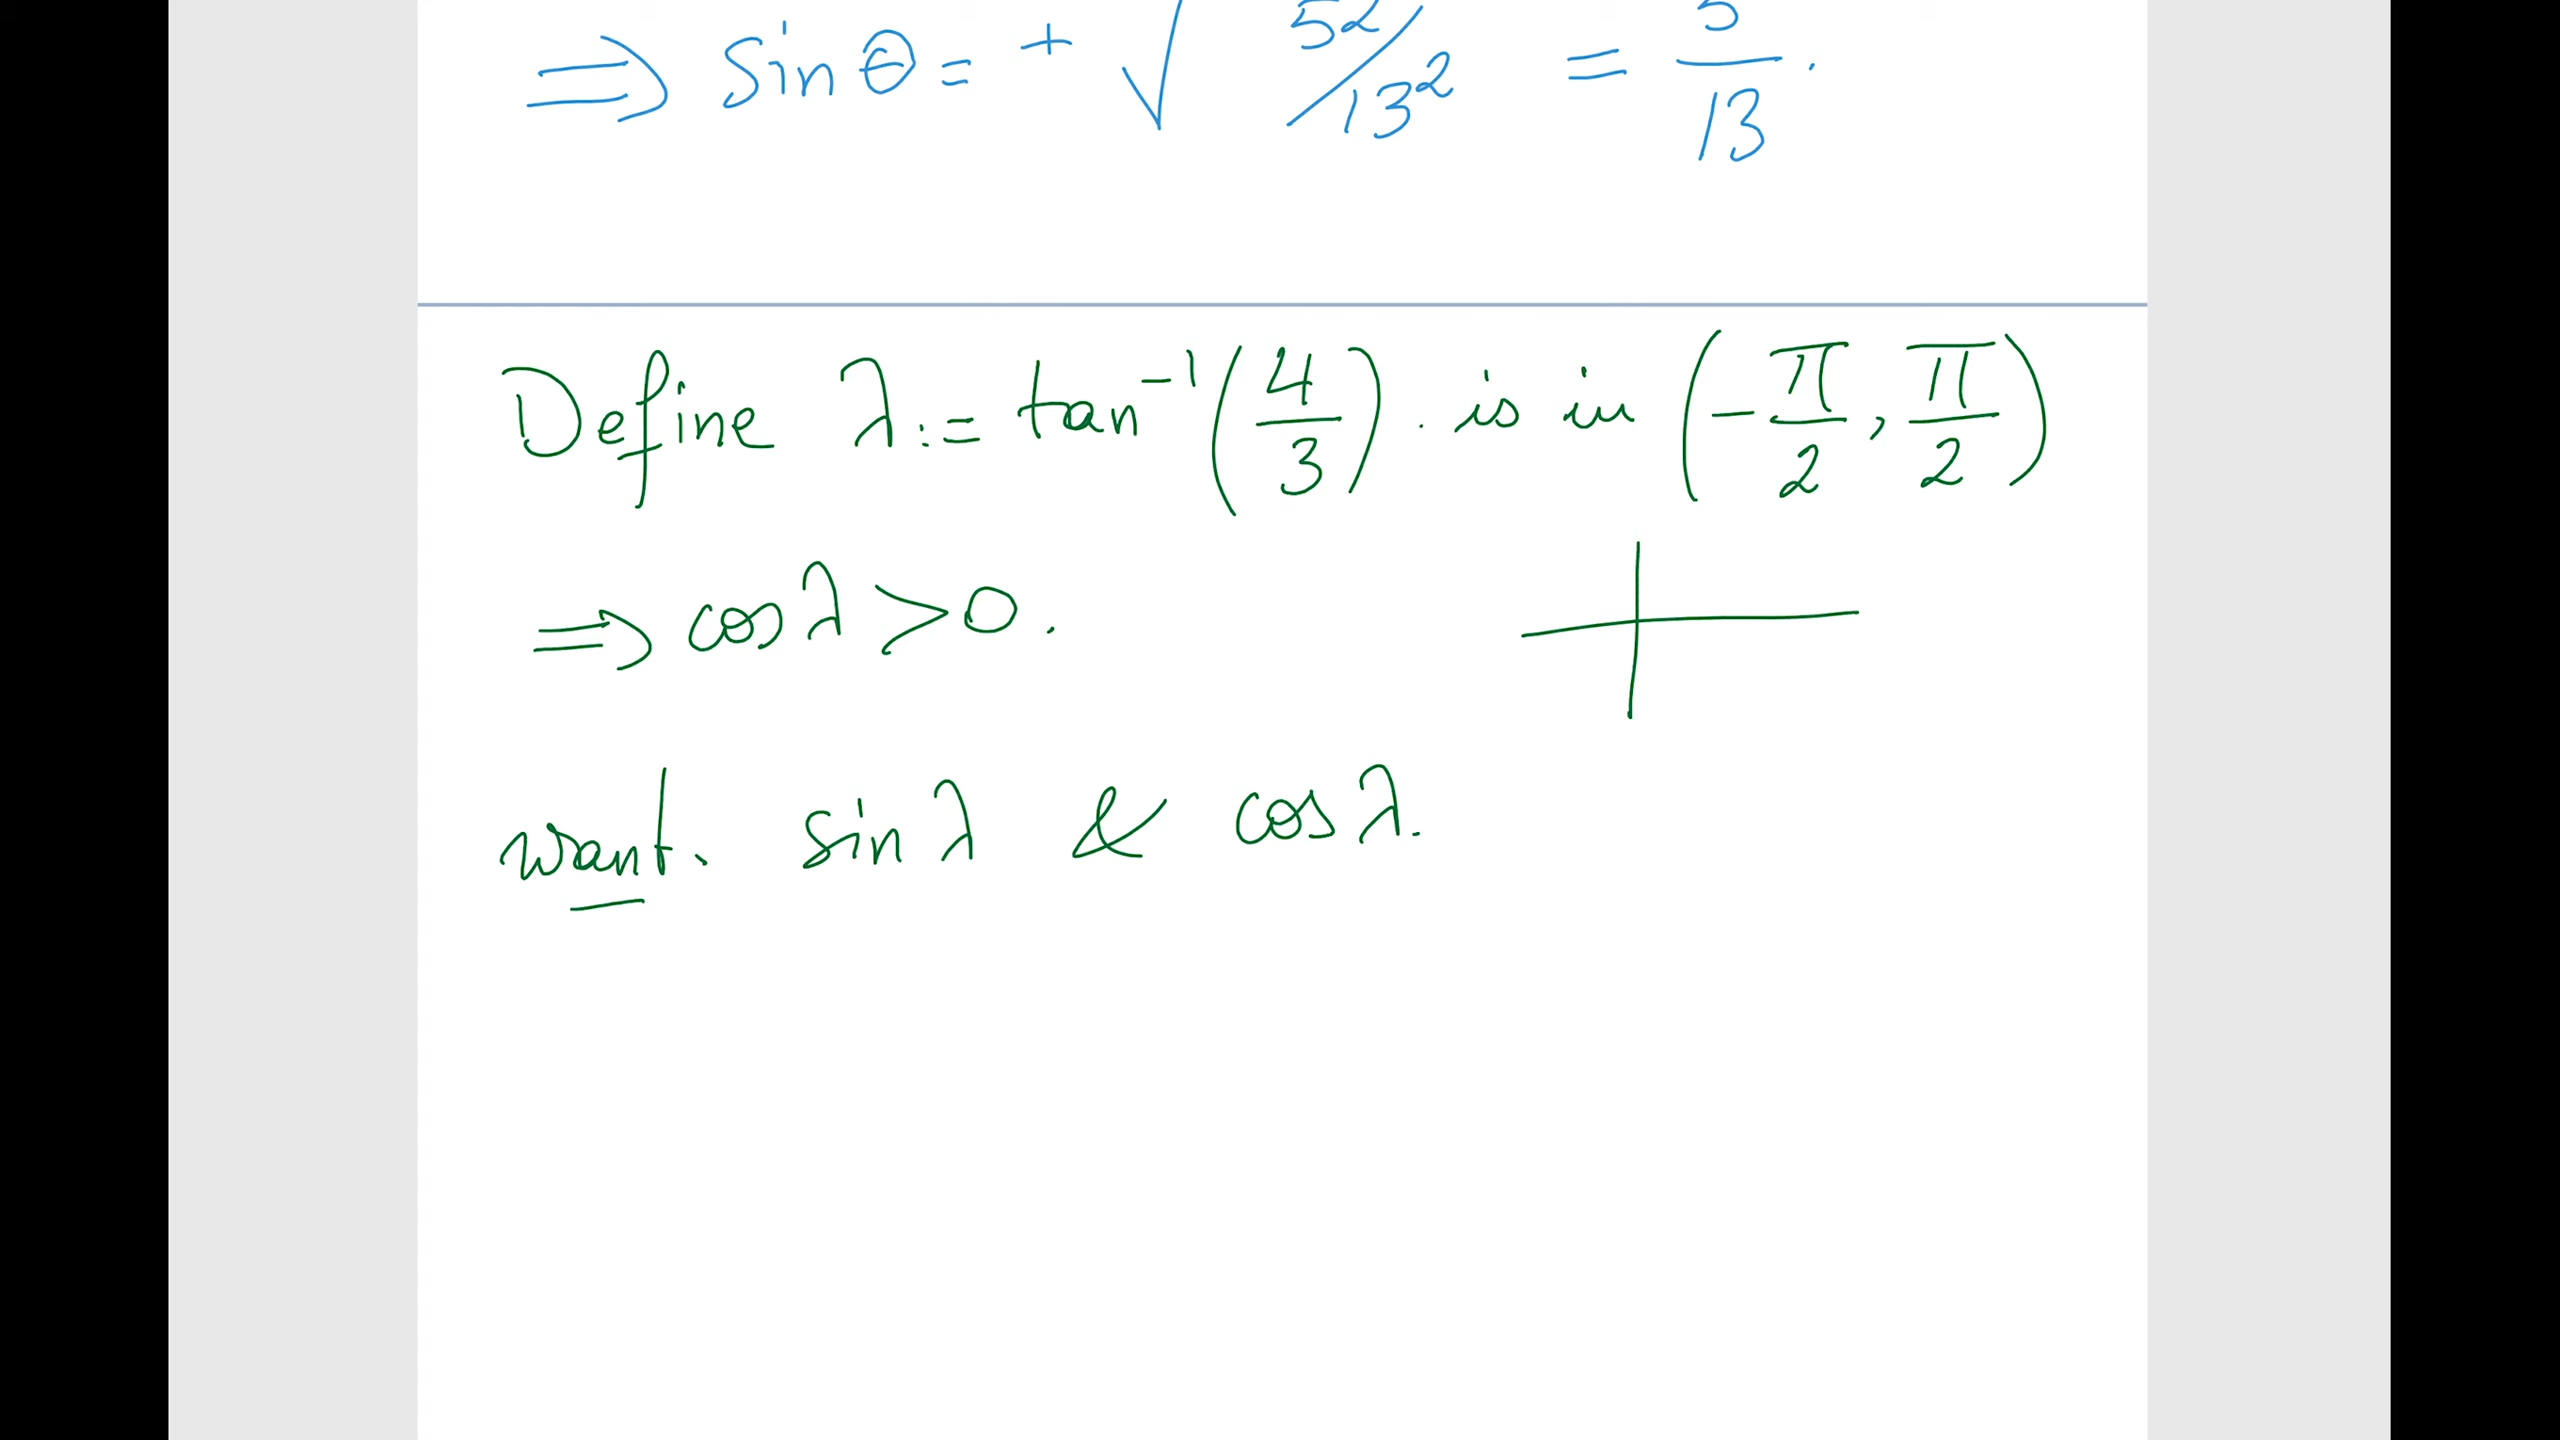 ⇒ sin θ = + √ 5²/13² = 5/13 .
Define λ := tan⁻¹(4/3) . is in (-π/2, π/2)
⇒ cos λ > 0 .
want. sin λ & cos λ.